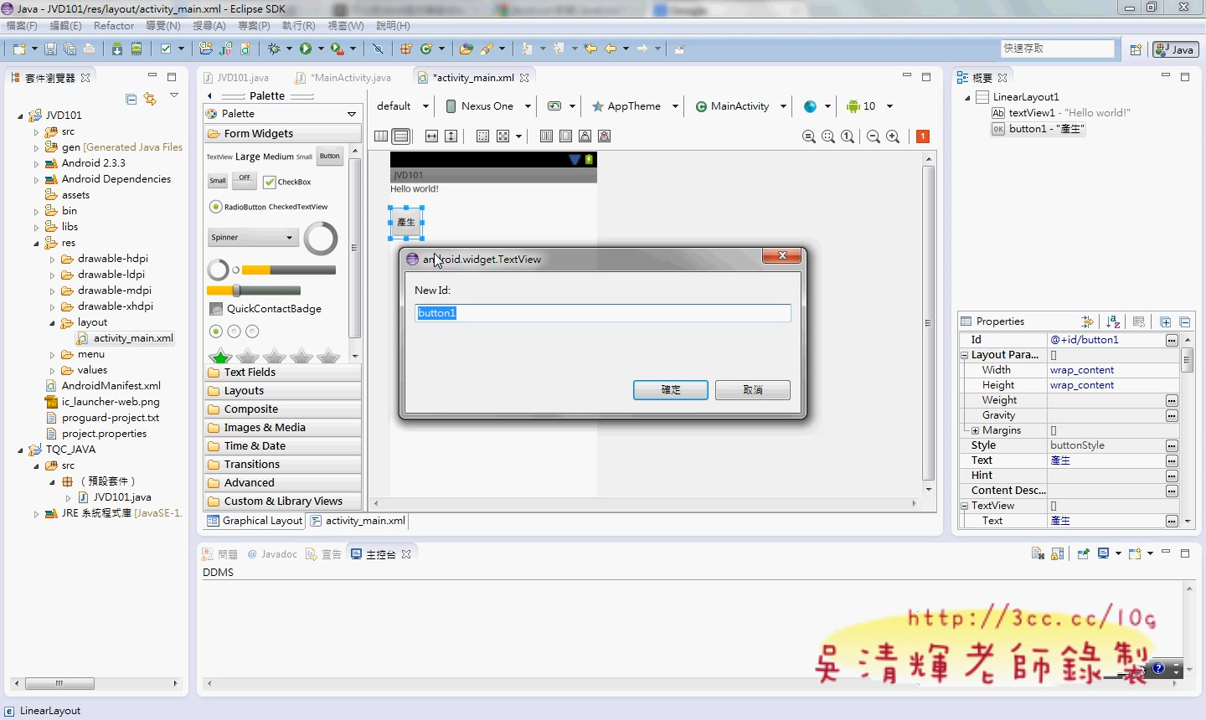 Java - JVD101/res/layout/activity_main.xml - Eclipse SDK
檔案(F) 編輯(E) Refactor 導覽(N) 搜尋(A) 專案(P) 執行(R) 視窗(W) 說明(H)
快速存取
Java
套件瀏覽器
JVD101
src
gen [Generated Java Files
Android 2.3.3
Android Dependencies
assets
bin
libs
res
drawable-hdpi
drawable-ldpi
drawable-mdpi
drawable-xhdpi
layout
activity_main.xml
menu
values
AndroidManifest.xml
ic_launcher-web.png
proguard-project.txt
project.properties
TQC_JAVA
src
(預設套件)
JVD101.java
JRE 系統程式庫 [JavaSE-1.
JVD101.java
*MainActivity.java
*activity_main.xml
Palette
Palette
Form Widgets
TextView Large Medium Small Button
Small OFF CheckBox
RadioButton CheckedTextView
Spinner
QuickContactBadge
Text Fields
Layouts
Composite
Images & Media
Time & Date
Transitions
Advanced
Custom & Library Views
Graphical Layout
activity_main.xml
default Nexus One AppTheme MainActivity 10
1
JVD101
Hello world!
產生
android.widget.TextView
New Id:
button1
確定
取消
概要
LinearLayout1
Ab textView1 - "Hello world!"
OK button1 - "產生"
Properties
Id @+id/button1
Layout Para... []
Width wrap_content
Height wrap_content
Weight
Gravity
Margins []
Style buttonStyle
Text 產生
Hint
Content Desc...
TextView []
Text 產生
問題 @ Javadoc 宣告 主控台
DDMS
http://3cc.cc/10g
吳清輝老師錄製
LinearLayout